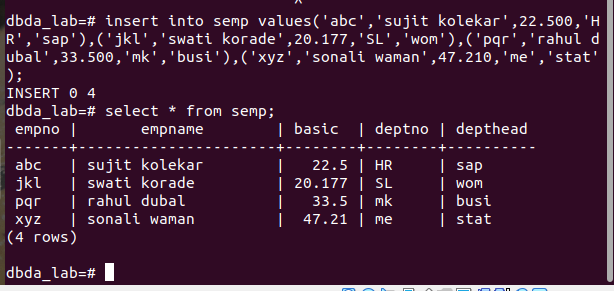 dbda_lab=# insert into semp values('abc','sujit kolekar',22.500,'H
R','sap'),('jkl','swati korade',20.177,'SL','wom'),('pqr','rahul d
ubal',33.500,'mk','busi'),('xyz','sonali waman',47.210,'me','stat'
);
INSERT 0 4
dbda_lab=# select * from semp;
 empno |       empname        | basic  | deptno | depthead
-------+----------------------+--------+--------+----------
 abc   | sujit kolekar        |   22.5 | HR     | sap
 jkl   | swati korade         | 20.177 | SL     | wom
 pqr   | rahul dubal          |   33.5 | mk     | busi
 xyz   | sonali waman         |  47.21 | me     | stat
(4 rows)

dbda_lab=#